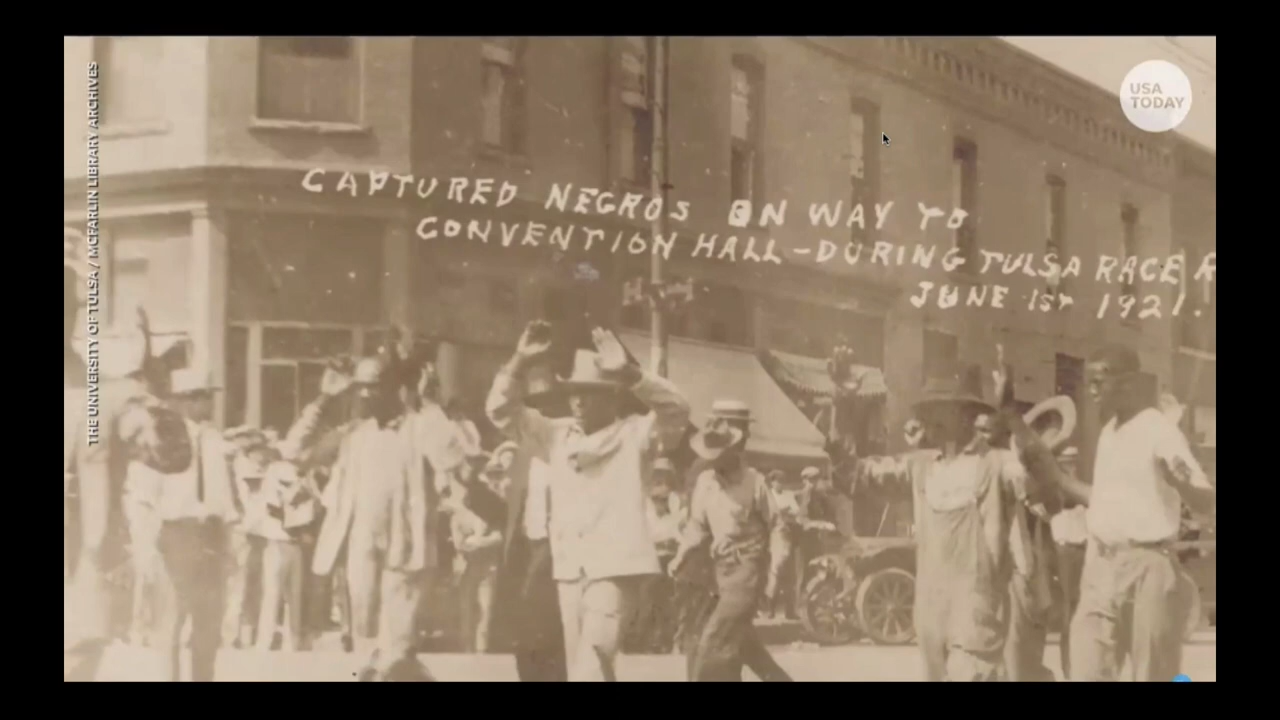 THE UNIVERSITY OF TULSA / MCFARLIN LIBRARY ARCHIVES
USA
TODAY
CAPTURED NEGROS ON WAY TO
CONVENTION HALL-DURING TULSA RACE R
JUNE 1ST 1921.